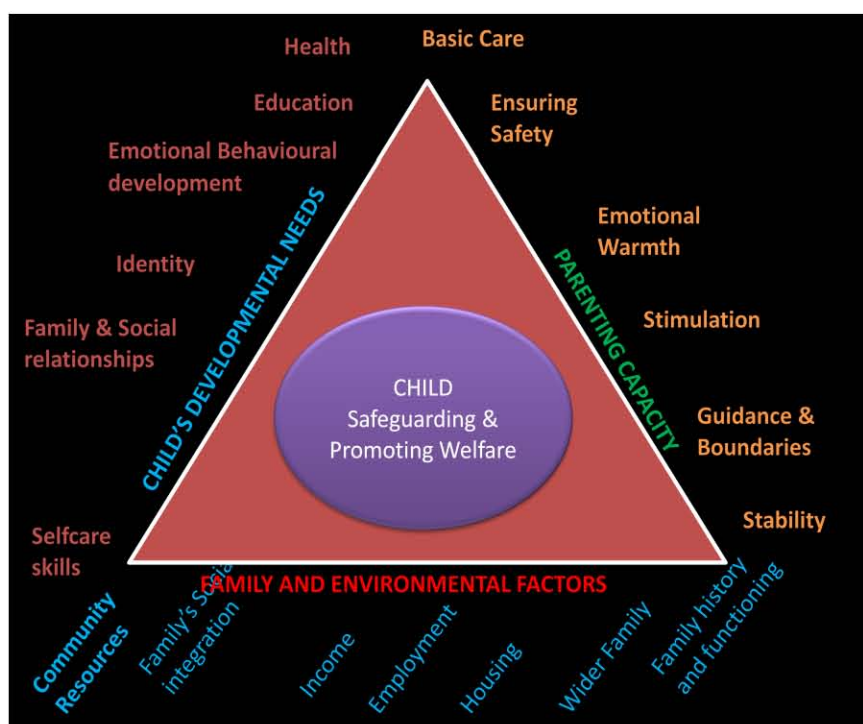 Health
Education
Emotional Behavioural
development
Identity
Family & Social
relationships
Selfcare
skills
CHILD'S DEVELOPMENTAL NEEDS
Basic Care
Ensuring
Safety
Emotional
Warmth
Stimulation
Guidance &
Boundaries
Stability
PARENTING CAPACITY
CHILD
Safeguarding &
Promoting Welfare
FAMILY AND ENVIRONMENTAL FACTORS
Community
Resources
Family's Social
integration
Income
Employment
Housing
Wider Family
Family history
and functioning